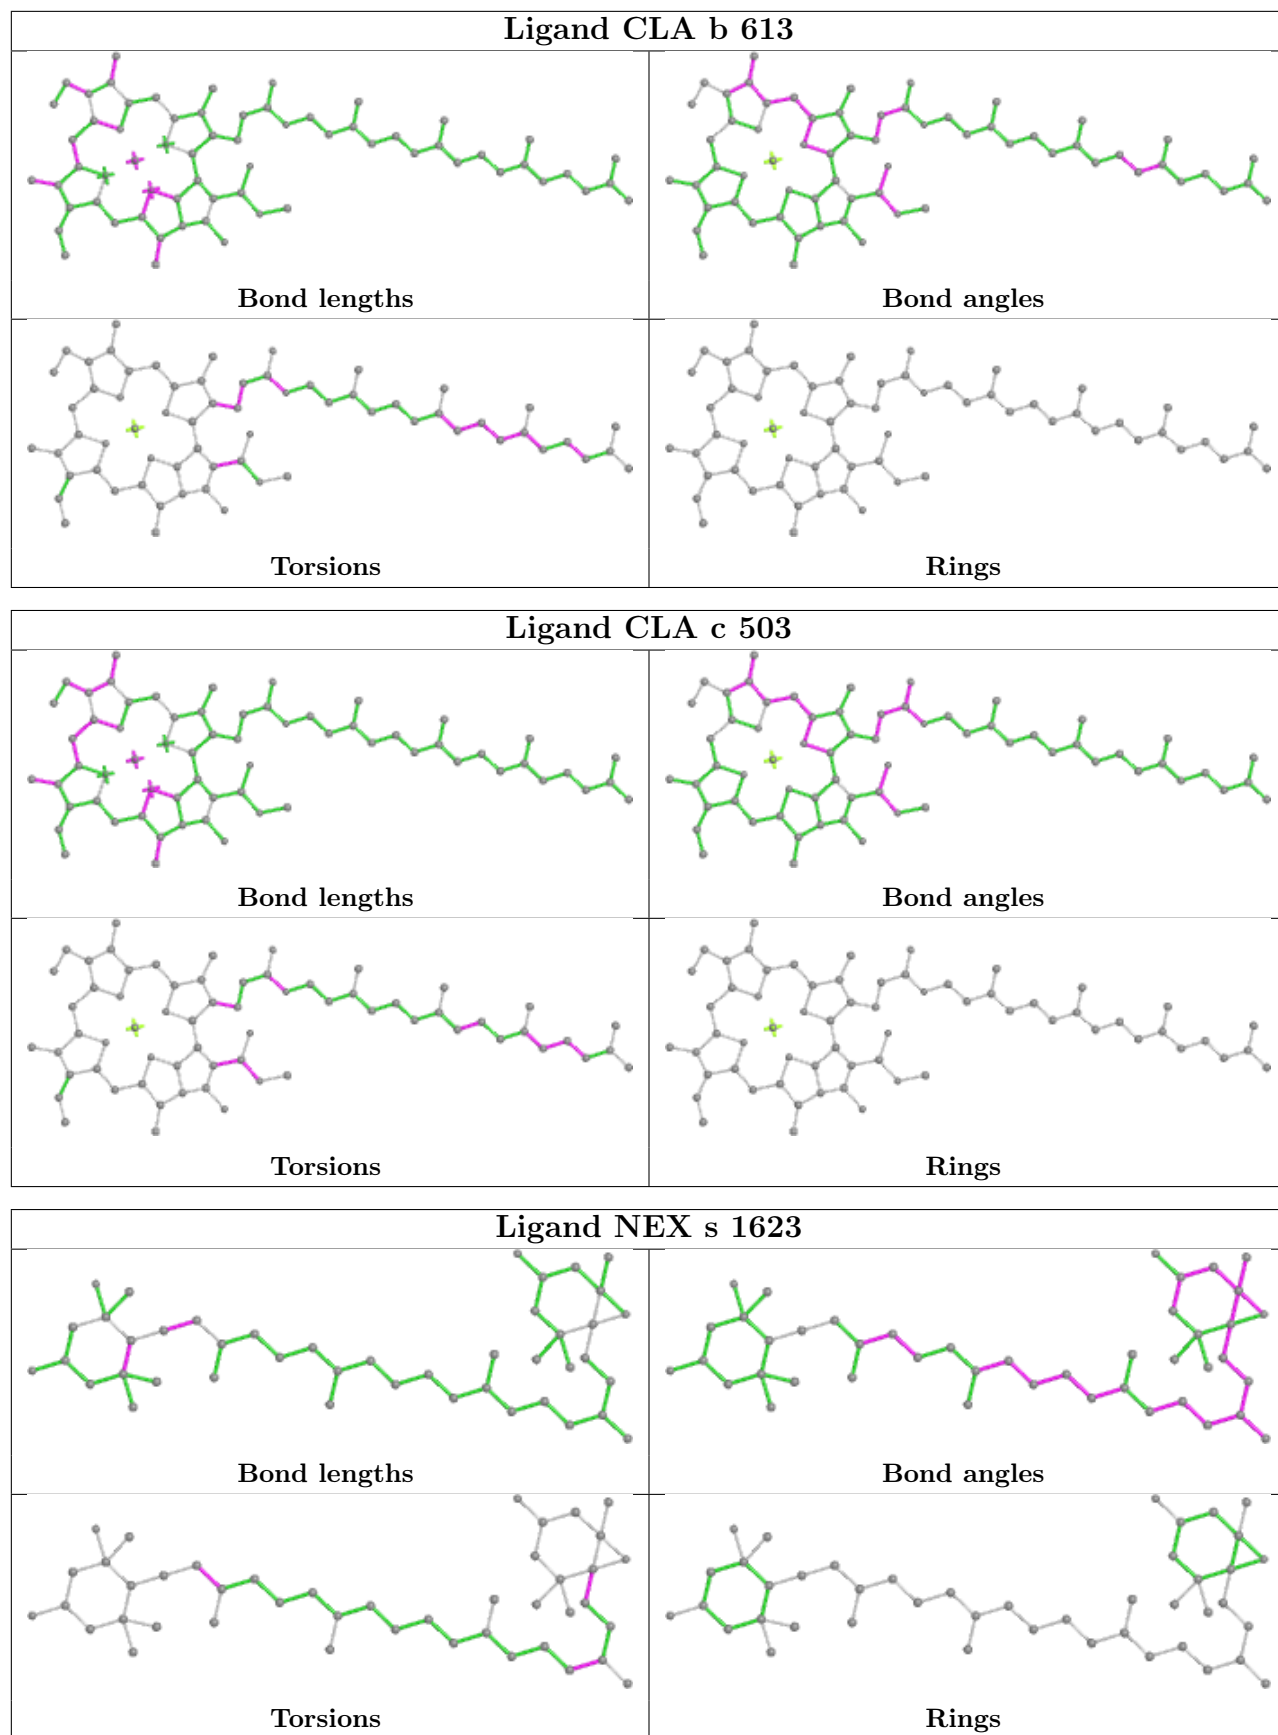 Ligand CLA b 613
Bond lengths
Bond angles
Torsions
Rings
Ligand CLA c 503
Bond lengths
Bond angles
Torsions
Rings
Ligand NEX s 1623
Bond lengths
Bond angles
Torsions
Rings